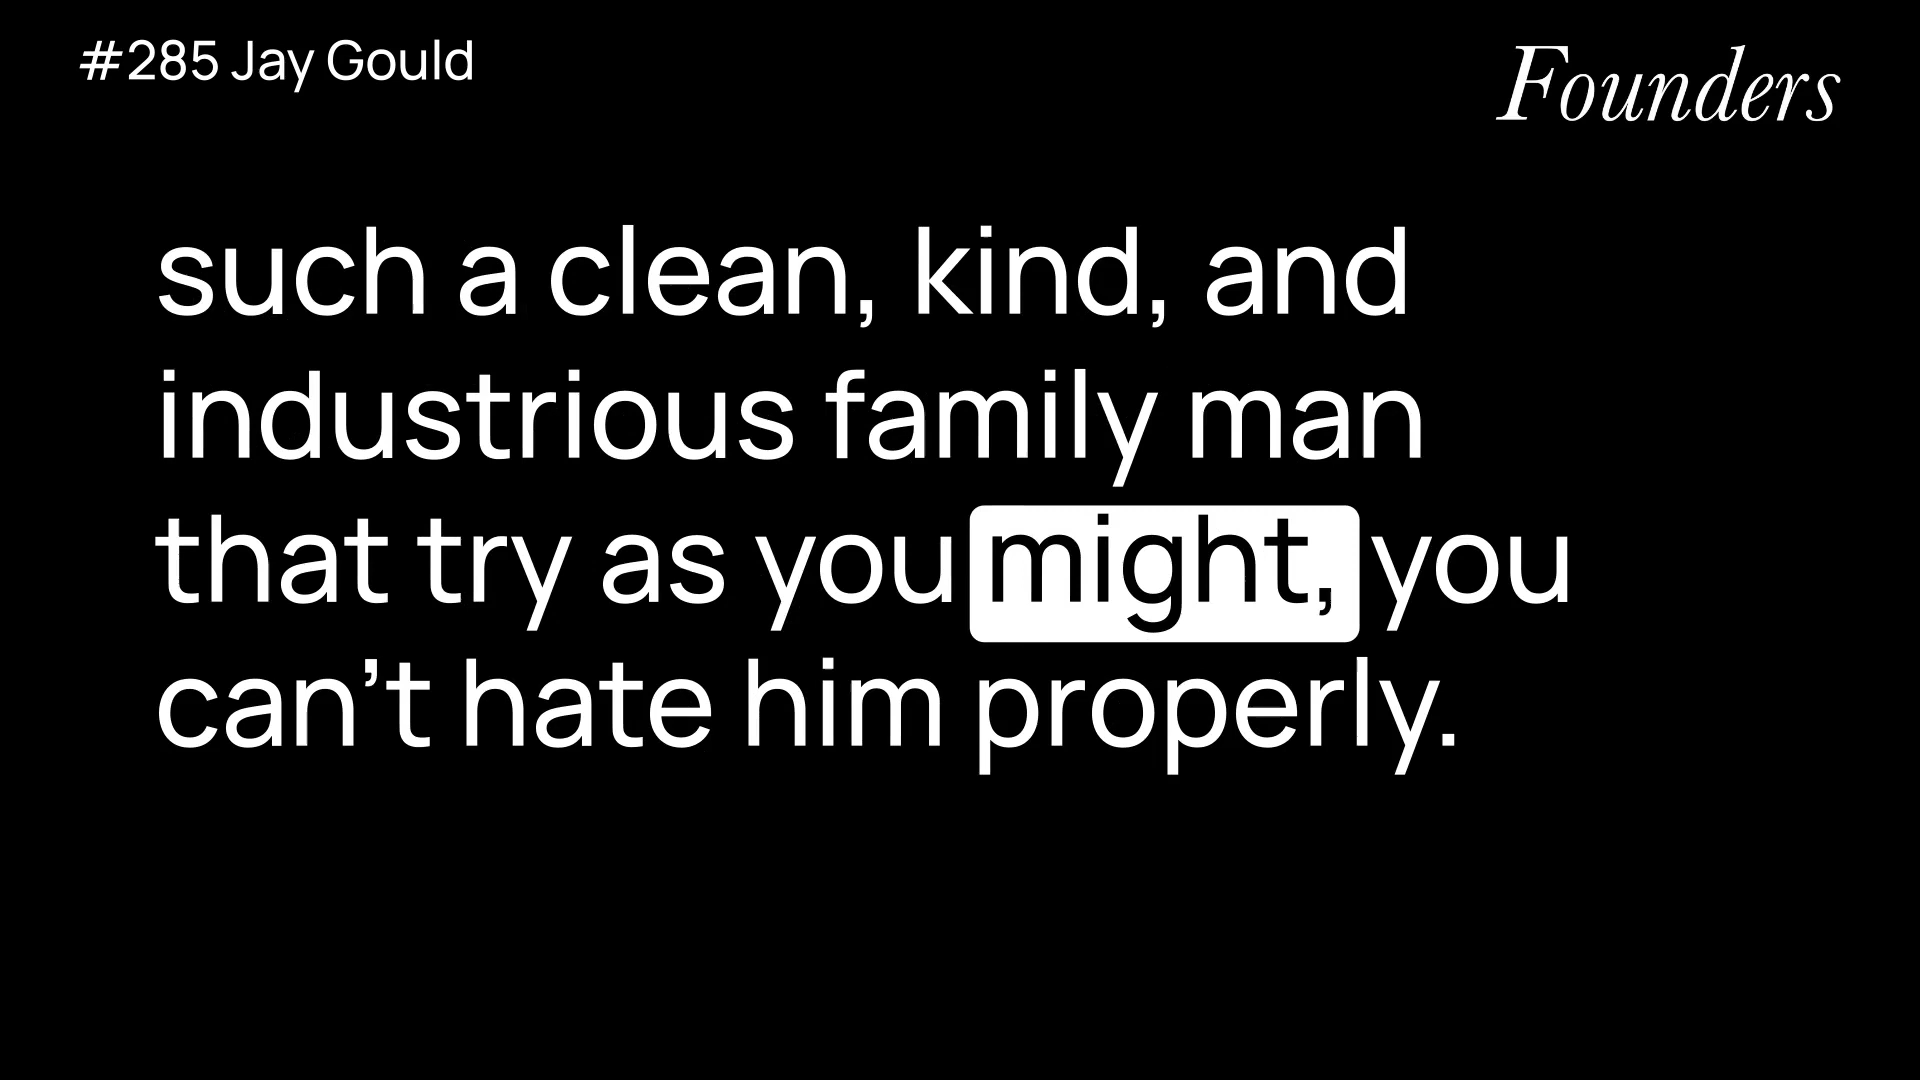 #285 Jay Gould
Founders
such a clean, kind, and
industrious family man
that try as you might, you
can’t hate him properly.